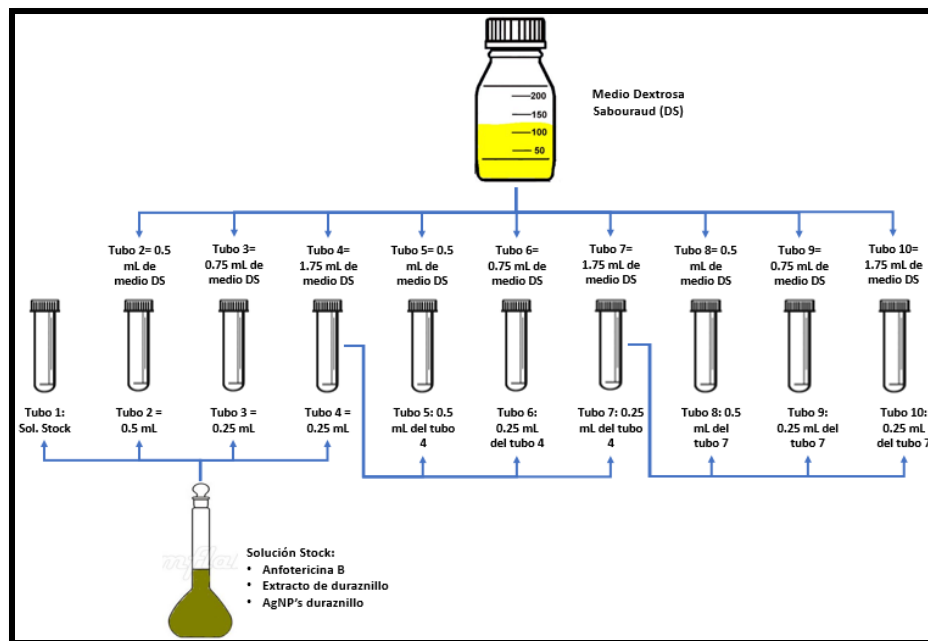 200
150
100
50
Medio Dextrosa
Sabouraud (DS)
Tubo 2= 0.5
mL de
medio DS
Tubo 3=
0.75 mL de
medio DS
Tubo 4=
1.75 mL de
medio DS
Tubo 5= 0.5
mL de
medio DS
Tubo 6=
0.75 mL de
medio DS
Tubo 7=
1.75 mL de
medio DS
Tubo 8= 0.5
mL de
medio DS
Tubo 9=
0.75 mL de
medio DS
Tubo 10=
1.75 mL de
medio DS
Tubo 1:
Sol. Stock
Tubo 2 =
0.5 mL
Tubo 3 =
0.25 mL
Tubo 4 =
0.25 mL
Tubo 5: 0.5
mL del tubo
4
Tubo 6:
0.25 mL
del tubo 4
Tubo 7: 0.25
mL del tubo
4
Tubo 8: 0.5
mL del
tubo 7
Tubo 9:
0.25 mL del
tubo 7
Tubo 10:
0.25 mL
del tubo 7
Solución Stock:
• Anfotericina B
• Extracto de duraznillo
• AgNP's duraznillo